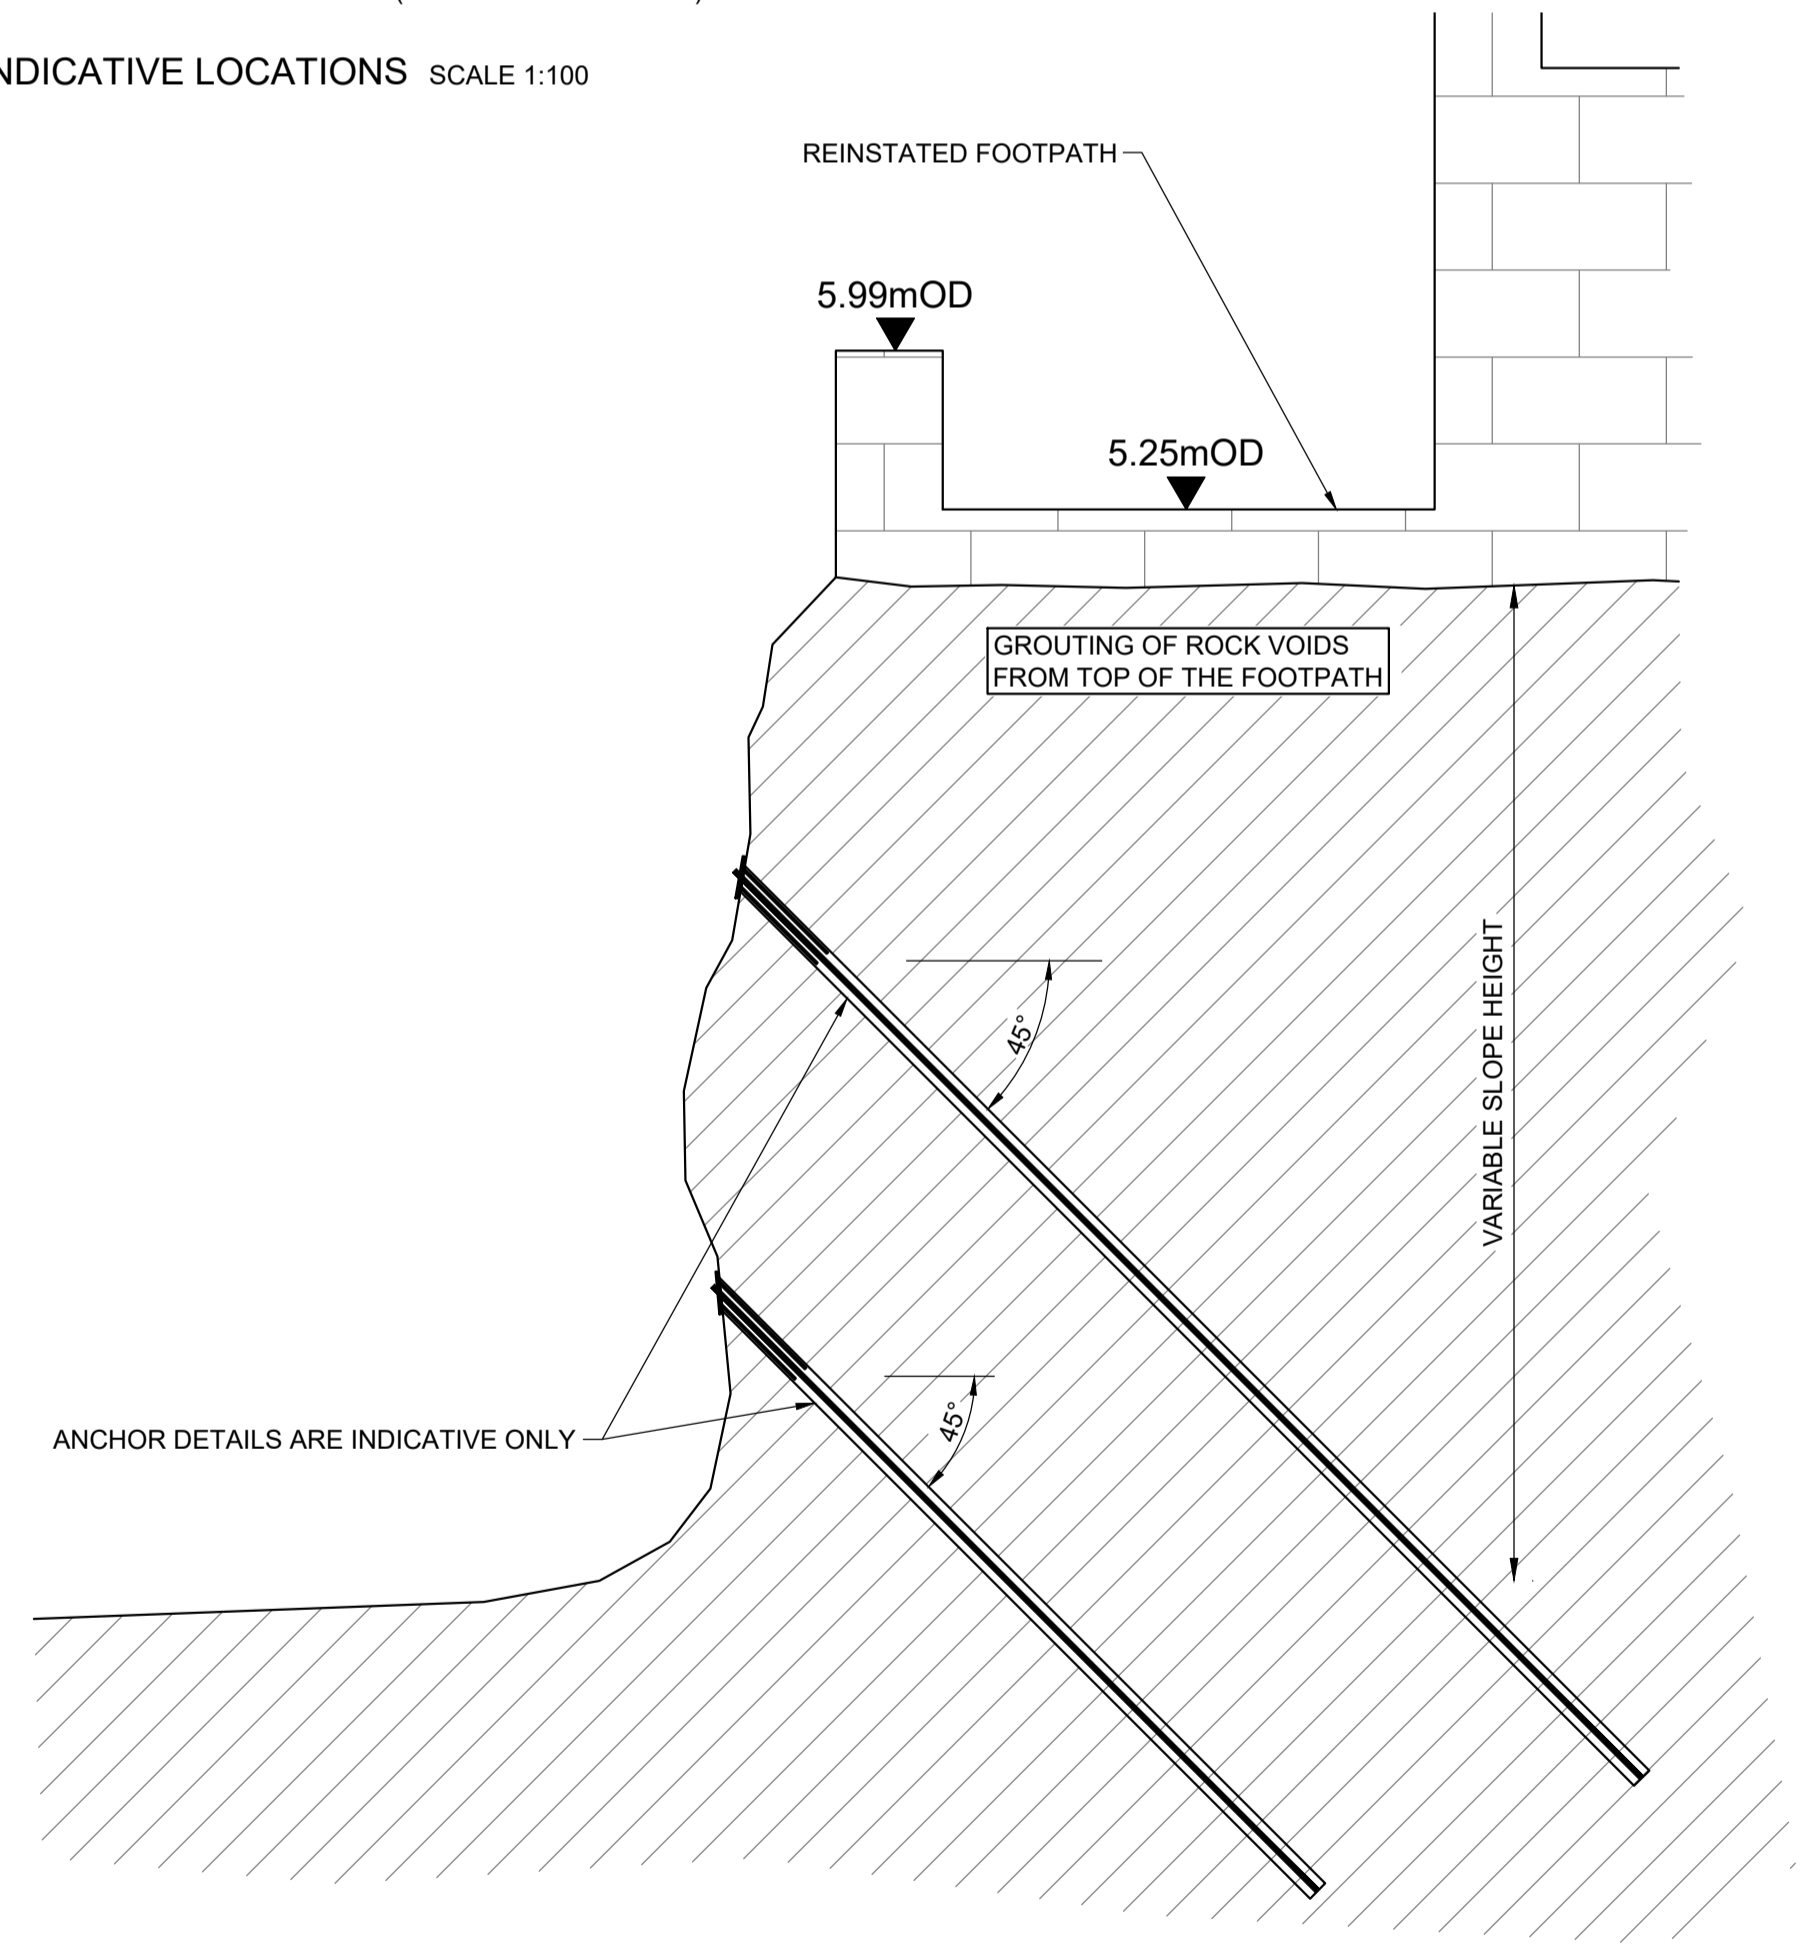 NDICATIVE LOCATIONS SCALE 1:100
REINSTATED FOOTPATH
5.99mOD
5.25mOD
GROUTING OF ROCK VOIDS
FROM TOP OF THE FOOTPATH
45°
VARIABLE SLOPE HEIGHT
45°
ANCHOR DETAILS ARE INDICATIVE ONLY